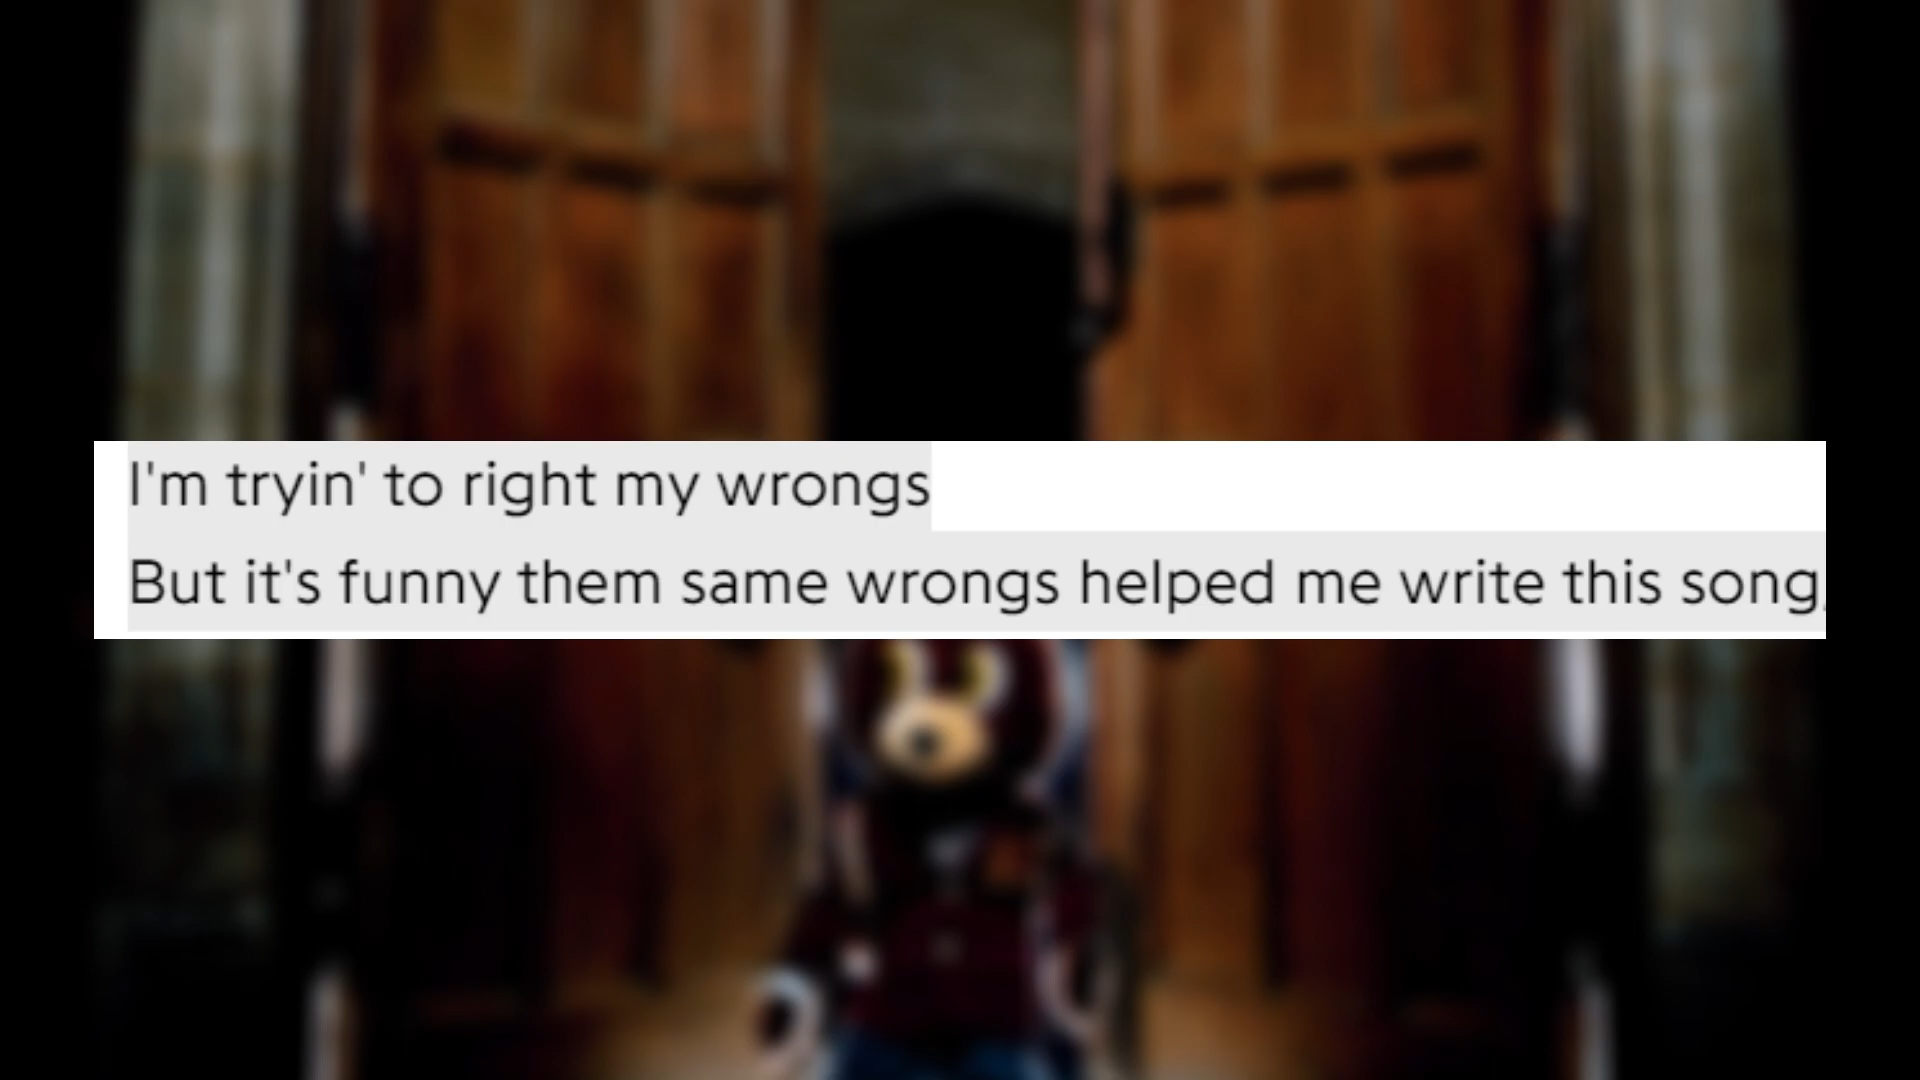 I'm tryin' to right my wrongs
But it's funny them same wrongs helped me write this song,